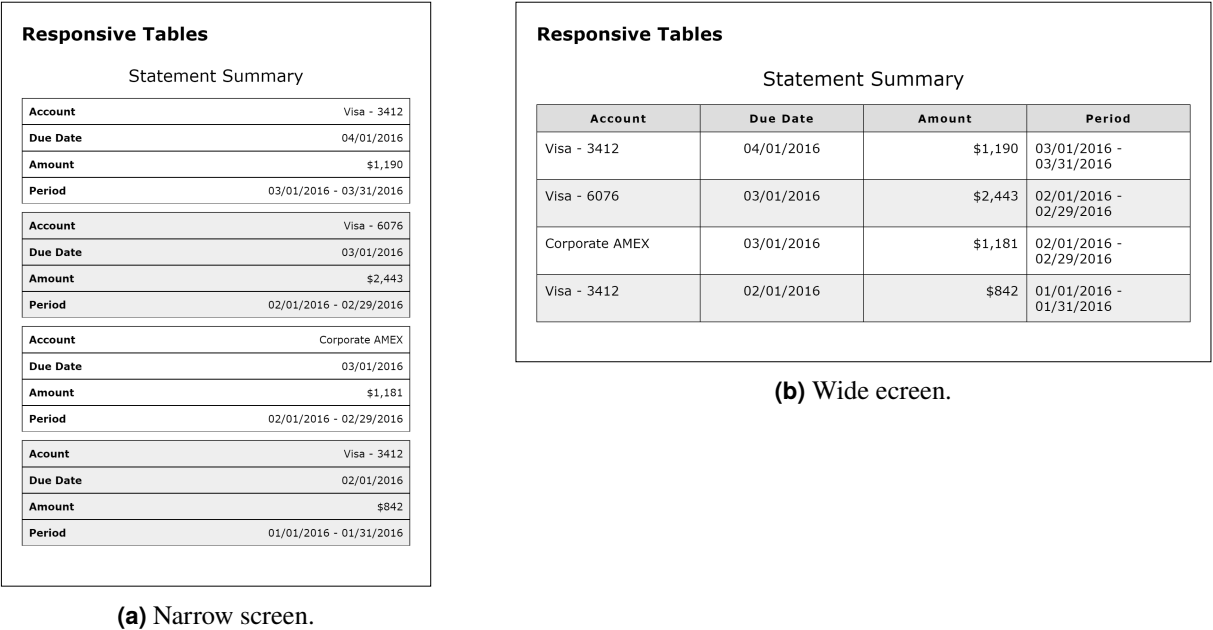 Responsive Tables
Statement Summary
Account Visa - 3412
Due Date 04/01/2016
Amount $1,190
Period 03/01/2016 - 03/31/2016
Account Visa - 6076
Due Date 03/01/2016
Amount $2,443
Period 02/01/2016 - 02/29/2016
Account Corporate AMEX
Due Date 03/01/2016
Amount $1,181
Period 02/01/2016 - 02/29/2016
Acount Visa - 3412
Due Date 02/01/2016
Amount $842
Period 01/01/2016 - 01/31/2016
(a) Narrow screen.
Responsive Tables
Statement Summary
Account Due Date Amount Period
Visa - 3412 04/01/2016 $1,190 03/01/2016 -
03/31/2016
Visa - 6076 03/01/2016 $2,443 02/01/2016 -
02/29/2016
Corporate AMEX 03/01/2016 $1,181 02/01/2016 -
02/29/2016
Visa - 3412 02/01/2016 $842 01/01/2016 -
01/31/2016
(b) Wide ecreen.